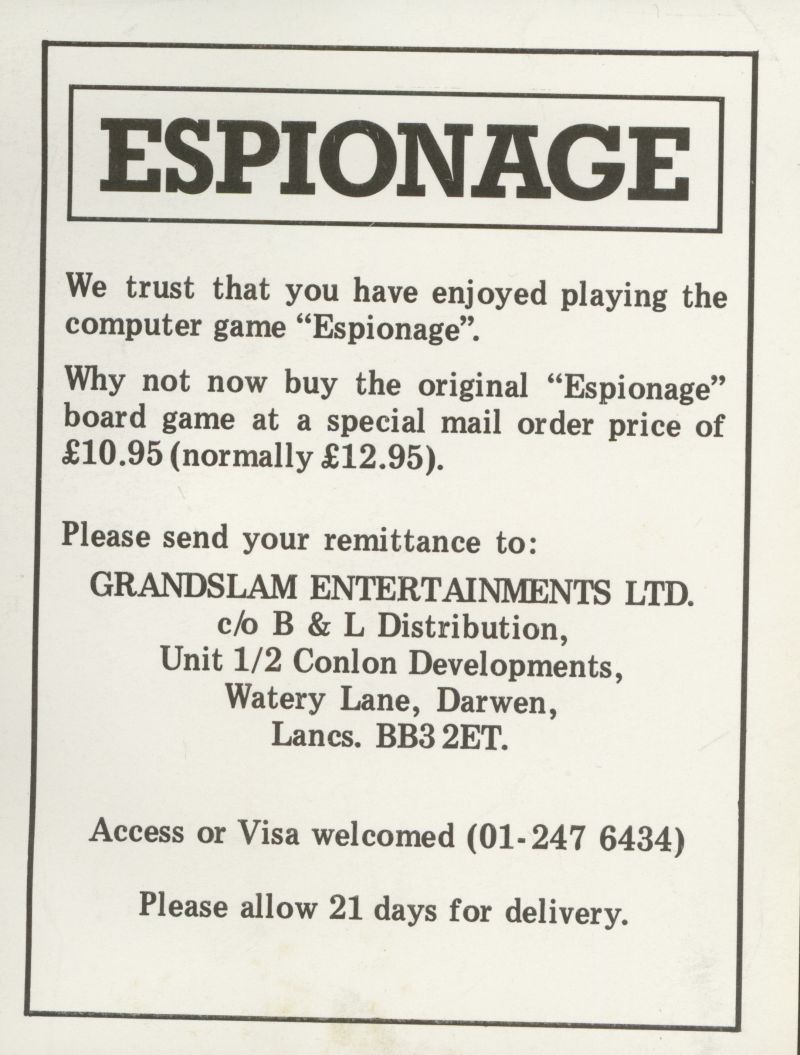 ESPIONAGE
We trust that you have enjoyed playing the
computer game “Espionage”.
Why not now buy the original “Espionage”
board game at a special mail order price of
£10.95 (normally £12.95).
Please send your remittance to:
GRANDSLAM ENTERTAINMENTS LTD.
c/o B & L Distribution,
Unit 1/2 Conlon Developments,
Watery Lane, Darwen,
Lancs. BB3 2ET.
Access or Visa welcomed (01-247 6434)
Please allow 21 days for delivery.